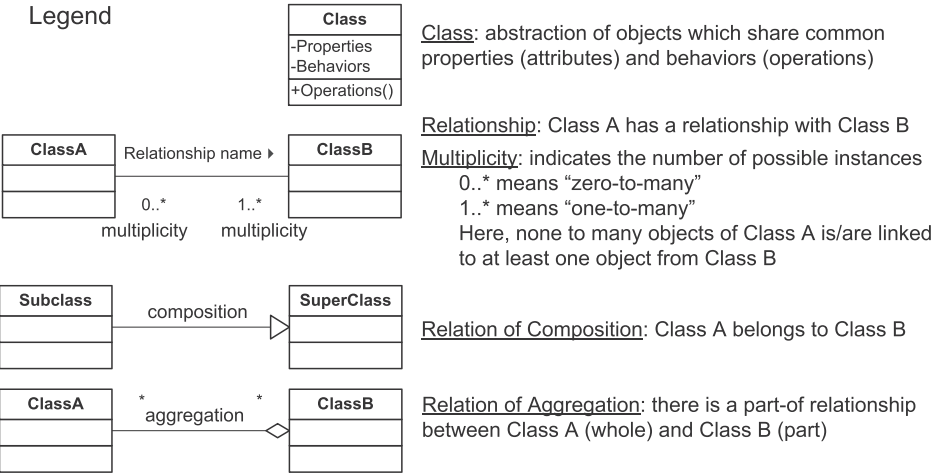 Legend
Class
-Properties
-Behaviors
+Operations()
Class: abstraction of objects which share common
properties (attributes) and behaviors (operations)
ClassA
Relationship name
ClassB
0..*
1..*
multiplicity
multiplicity
Relationship: Class A has a relationship with Class B
Multiplicity: indicates the number of possible instances
0..* means “zero-to-many”
1..* means “one-to-many”
Here, none to many objects of Class A is/are linked
to at least one object from Class B
Subclass
composition
SuperClass
Relation of Composition: Class A belongs to Class B
ClassA
*
*
aggregation
ClassB
Relation of Aggregation: there is a part-of relationship
between Class A (whole) and Class B (part)